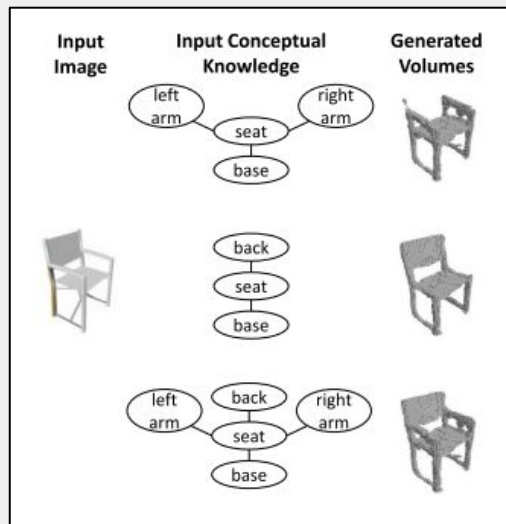 Input
Image
Input Conceptual
Knowledge
Generated
Volumes
left
arm
right
arm
seat
base
back
seat
base
left
arm
back
right
arm
seat
base